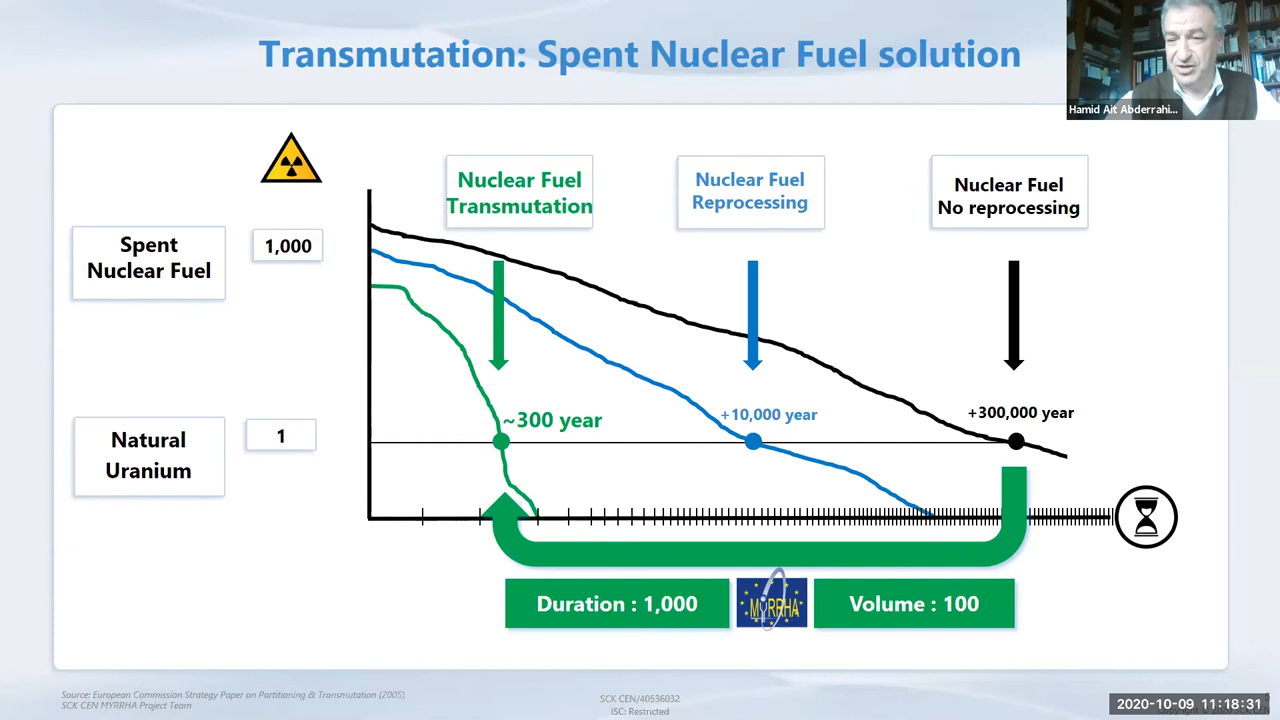 Transmutation: Spent Nuclear Fuel solution
Hamid Ait Abderrahi...
Nuclear Fuel
Transmutation
Nuclear Fuel
Reprocessing
Nuclear Fuel
No reprocessing
Spent
Nuclear Fuel
1,000
~300 year
+10,000 year
+300,000 year
Natural
Uranium
1
Duration : 1,000
MYRRHA
Volume : 100
Source: European Commission Strategy Paper on Partitioning & Transmutation (2005),
SCK CEN MYRRHA Project Team
SCK CEN/40536032
ISC: Restricted
2020-10-09 11:18:31